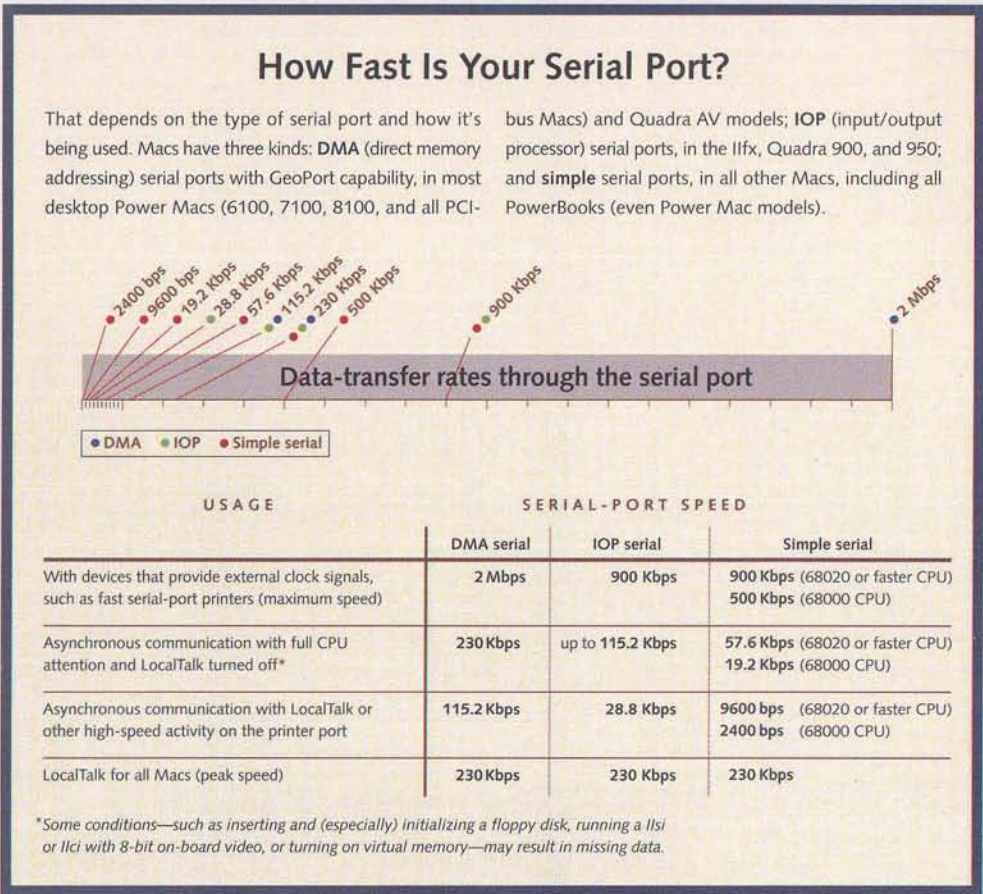 How Fast Is Your Serial Port?
That depends on the type of serial port and how it's
being used. Macs have three kinds: DMA (direct memory
addressing) serial ports with GeoPort capability, in most
desktop Power Macs (6100, 7100, 8100, and all PCI-
bus Macs) and Quadra AV models; IOP (input/output
processor) serial ports, in the IIfx, Quadra 900, and 950;
and simple serial ports, in all other Macs, including all
PowerBooks (even Power Mac models).
2400 bps
9600 bps
19.2 Kbps
28.8 Kbps
57.6 Kbps
115.2 Kbps
230 Kbps
500 Kbps
900 Kbps
2 Mbps
Data-transfer rates through the serial port
DMA IOP Simple serial
USAGE SERIAL-PORT SPEED
DMA serial IOP serial Simple serial
With devices that provide external clock signals, 2 Mbps 900 Kbps 900 Kbps (68020 or faster CPU)
such as fast serial-port printers (maximum speed) 500 Kbps (68000 CPU)
Asynchronous communication with full CPU 230 Kbps up to 115.2 Kbps 57.6 Kbps (68020 or faster CPU)
attention and LocalTalk turned off* 19.2 Kbps (68000 CPU)
Asynchronous communication with LocalTalk or 115.2 Kbps 28.8 Kbps 9600 bps (68020 or faster CPU)
other high-speed activity on the printer port 2400 bps (68000 CPU)
LocalTalk for all Macs (peak speed) 230 Kbps 230 Kbps 230 Kbps
*Some conditions—such as inserting and (especially) initializing a floppy disk, running a IIsi
or IIci with 8-bit on-board video, or turning on virtual memory—may result in missing data.